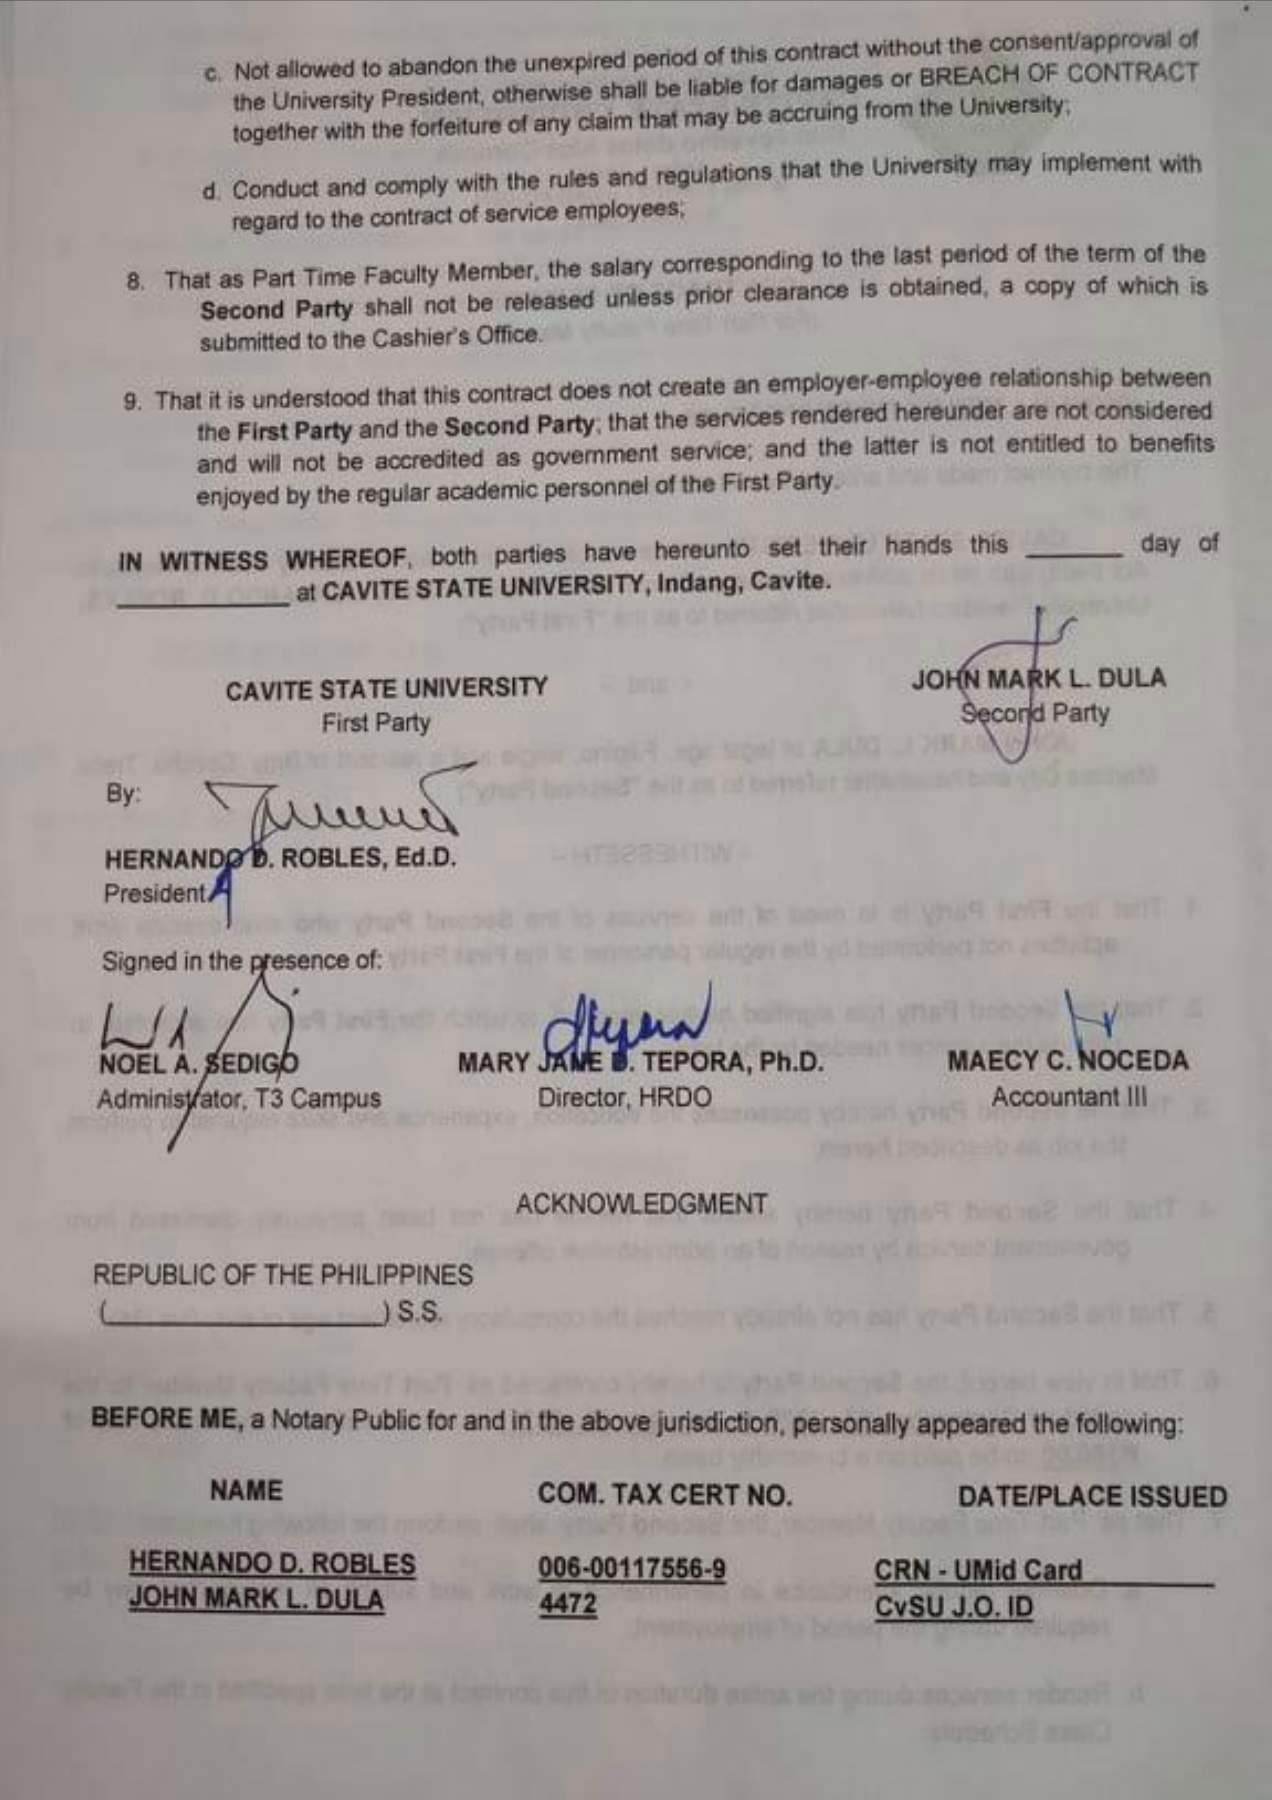 c. Not allowed to abandon the unexpired period of this contract without the consent/approval of
the University President, otherwise shall be liable for damages or BREACH OF CONTRACT
together with the forfeiture of any claim that may be accruing from the University;
d. Conduct and comply with the rules and regulations that the University may implement with
regard to the contract of service employees;
8. That as Part Time Faculty Member, the salary corresponding to the last period of the term of the
Second Party shall not be released unless prior clearance is obtained, a copy of which is
submitted to the Cashier's Office.
9. That it is understood that this contract does not create an employer-employee relationship between
the First Party and the Second Party; that the services rendered hereunder are not considered
and will not be accredited as government service; and the latter is not entitled to benefits
enjoyed by the regular academic personnel of the First Party.
IN WITNESS WHEREOF, both parties have hereunto set their hands this ______ day of
___________ at CAVITE STATE UNIVERSITY, Indang, Cavite.
CAVITE STATE UNIVERSITY
First Party
JOHN MARK L. DULA
Second Party
By:
HERNANDO D. ROBLES, Ed.D.
President
Signed in the presence of:
NOEL A. SEDIGO
Administrator, T3 Campus
MARY JANE D. TEPORA, Ph.D.
Director, HRDO
MAECY C. NOCEDA
Accountant III
ACKNOWLEDGMENT
REPUBLIC OF THE PHILIPPINES
(__________________) S.S.
BEFORE ME, a Notary Public for and in the above jurisdiction, personally appeared the following:
NAME COM. TAX CERT NO. DATE/PLACE ISSUED
HERNANDO D. ROBLES 006-00117556-9 CRN - UMid Card
JOHN MARK L. DULA 4472 CvSU J.O. ID